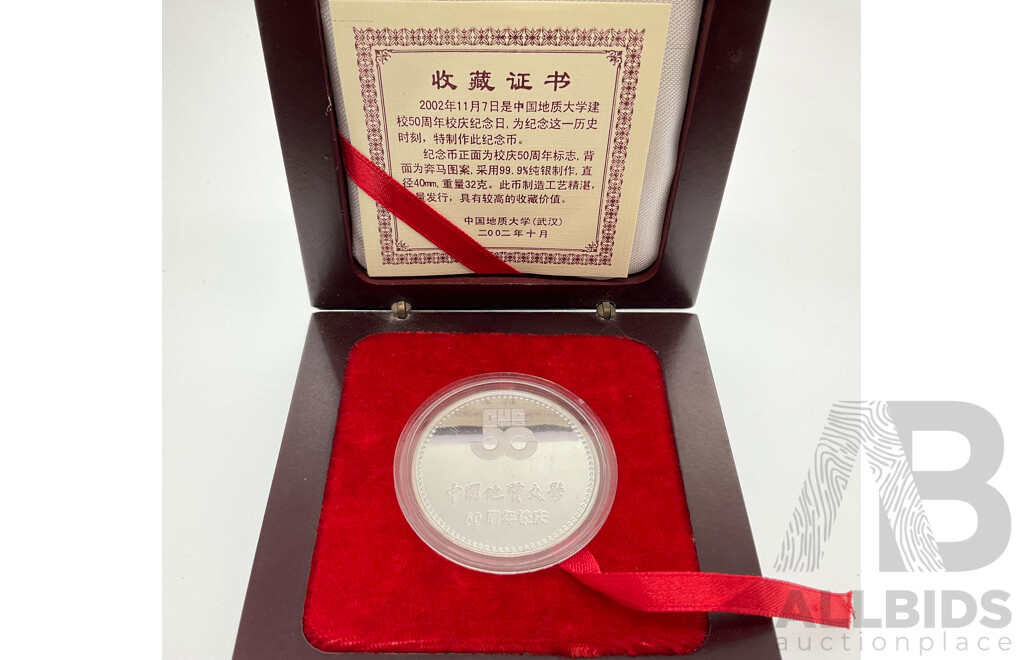 收藏证书
2002年11月7日是中国地质大学建
校50周年校庆纪念日,为纪念这一历史
时刻，特制作此纪念币。
纪念币正面为校庆50周年标志,背
面为奔马图案,采用99.9%纯银制作,直
径40mm,重量32克。此币制造工艺精湛,
量发行，具有较高的收藏价值。
中国地质大学(武汉)
二00二年十月
CUG
50
中国地质大学
50周年校庆
AB
ALLBIDS
auctionplace